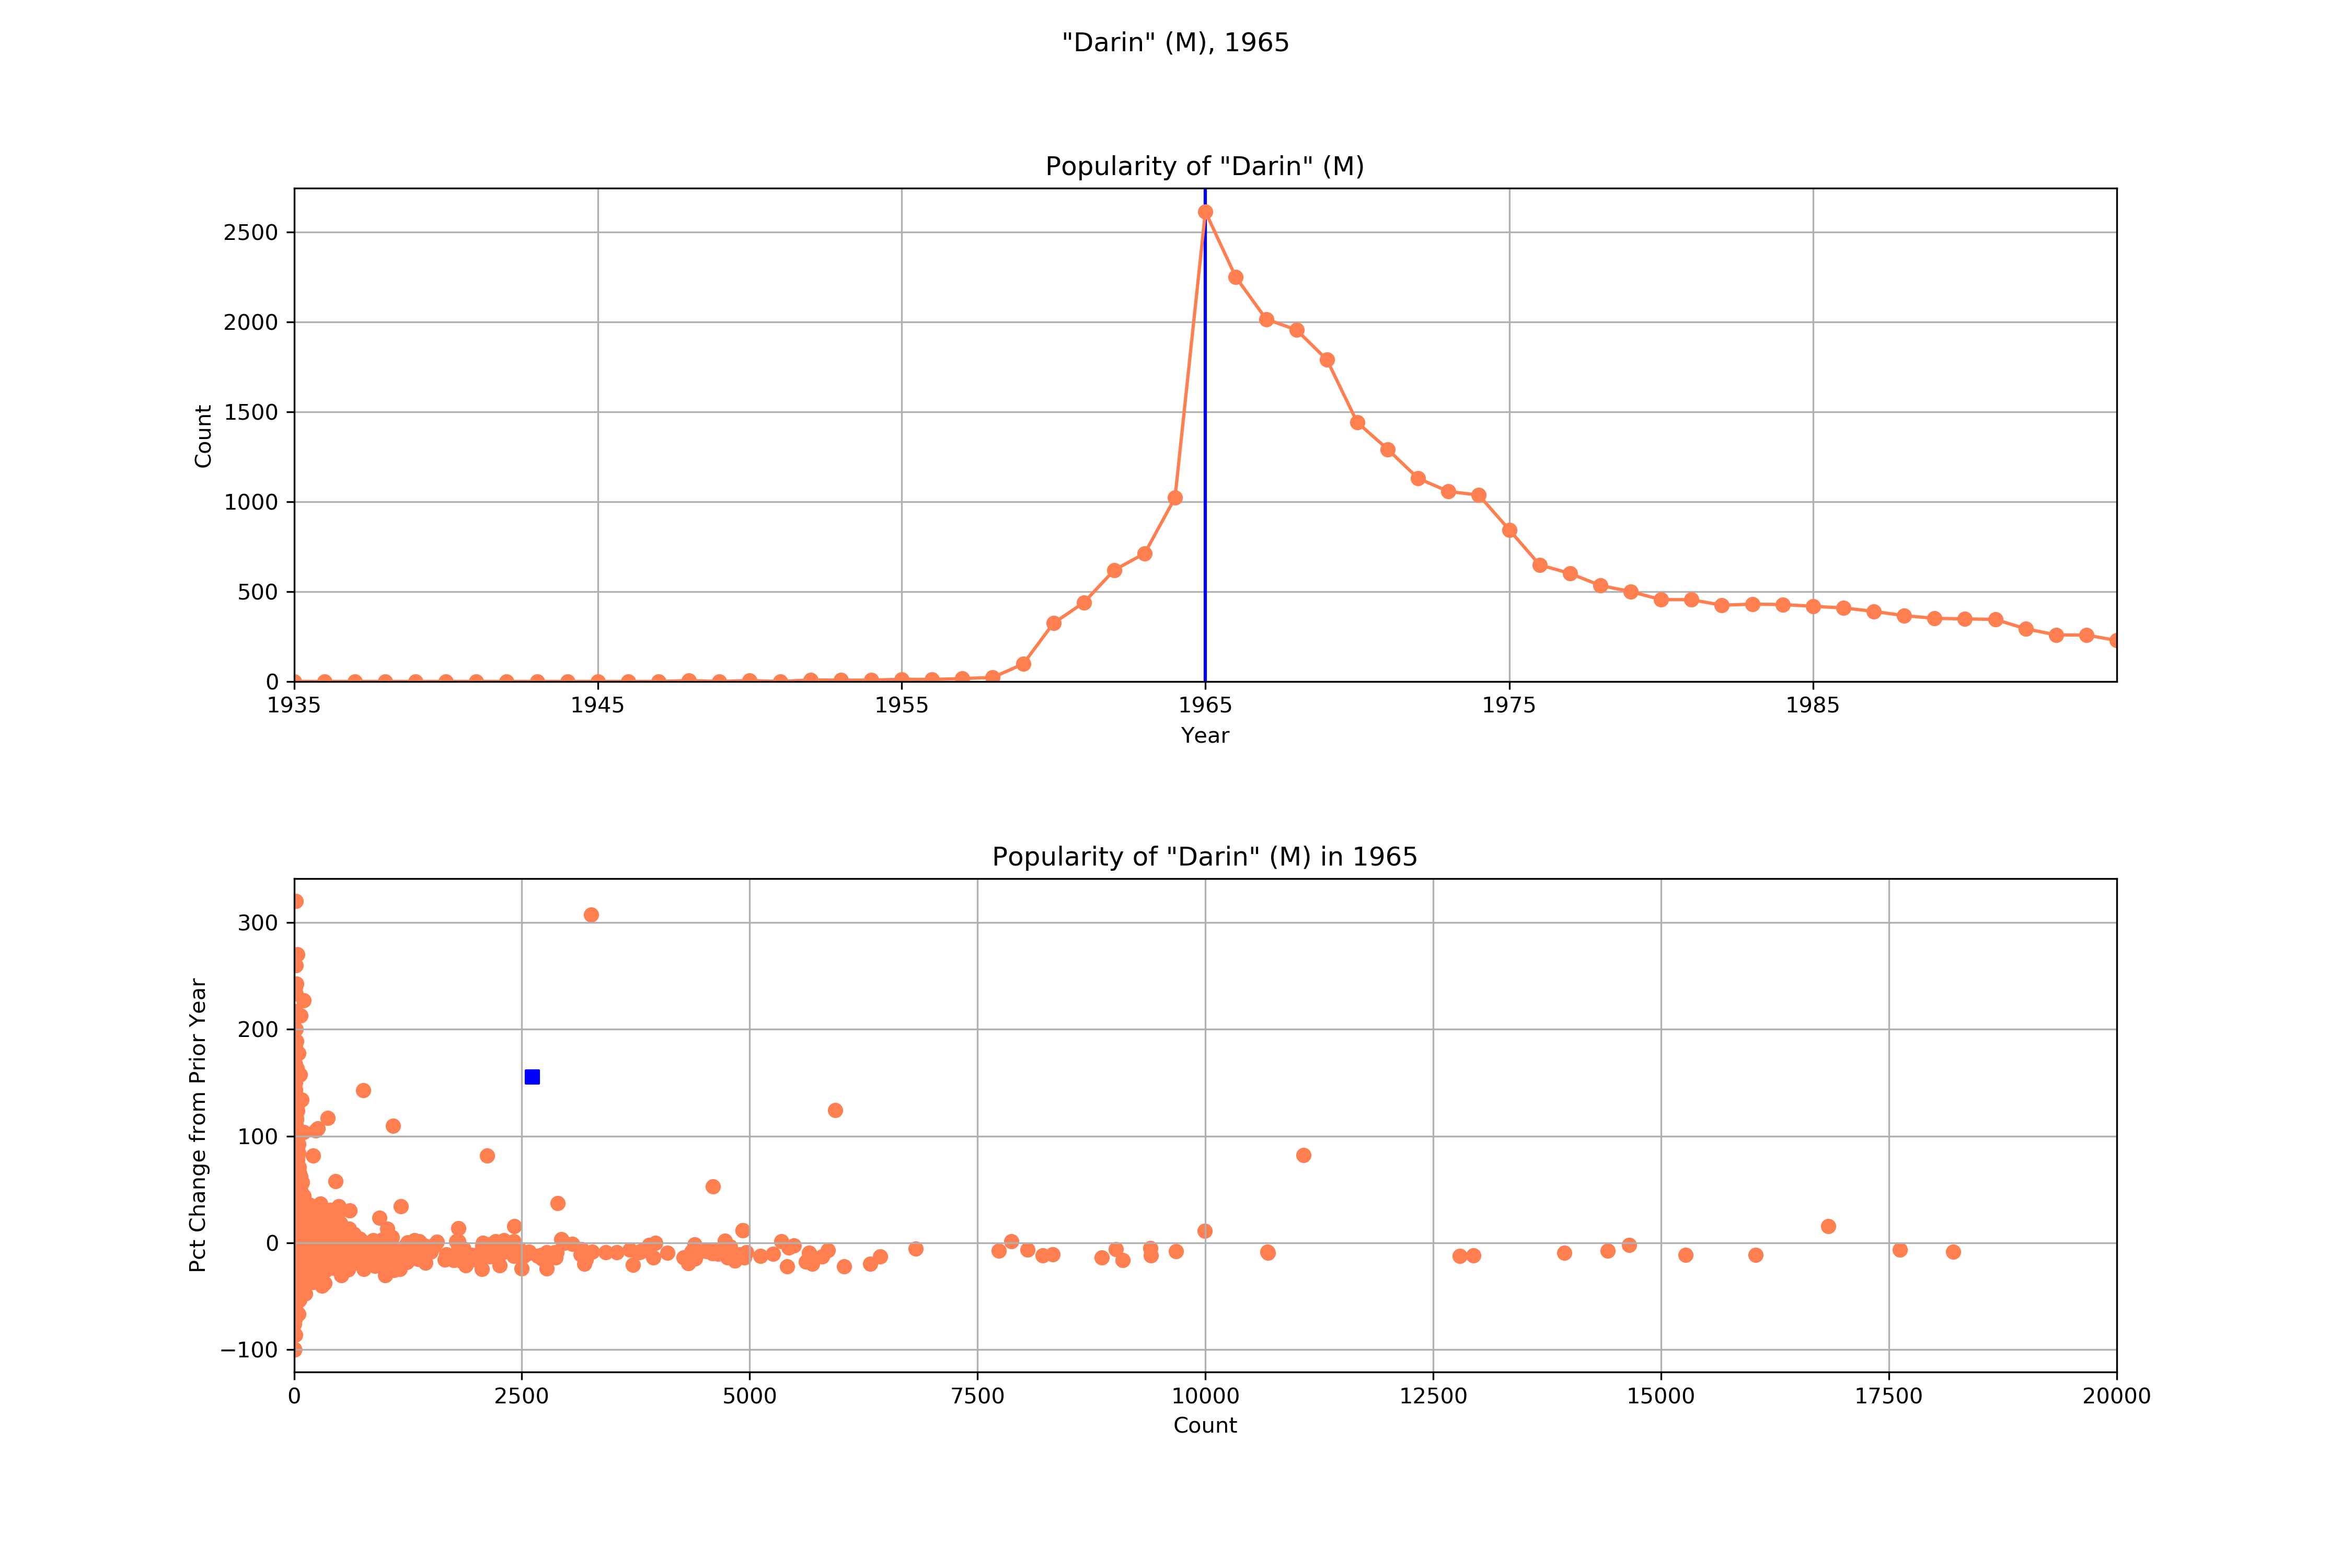 "Darin" (M), 1965
Popularity of "Darin" (M)
2500
2000
1500
1000
500
0
Count
1935 1945 1955 1965 1975 1985
Year
Popularity of "Darin" (M) in 1965
300
200
100
0
−100
Pct Change from Prior Year
0 2500 5000 7500 10000 12500 15000 17500 20000
Count